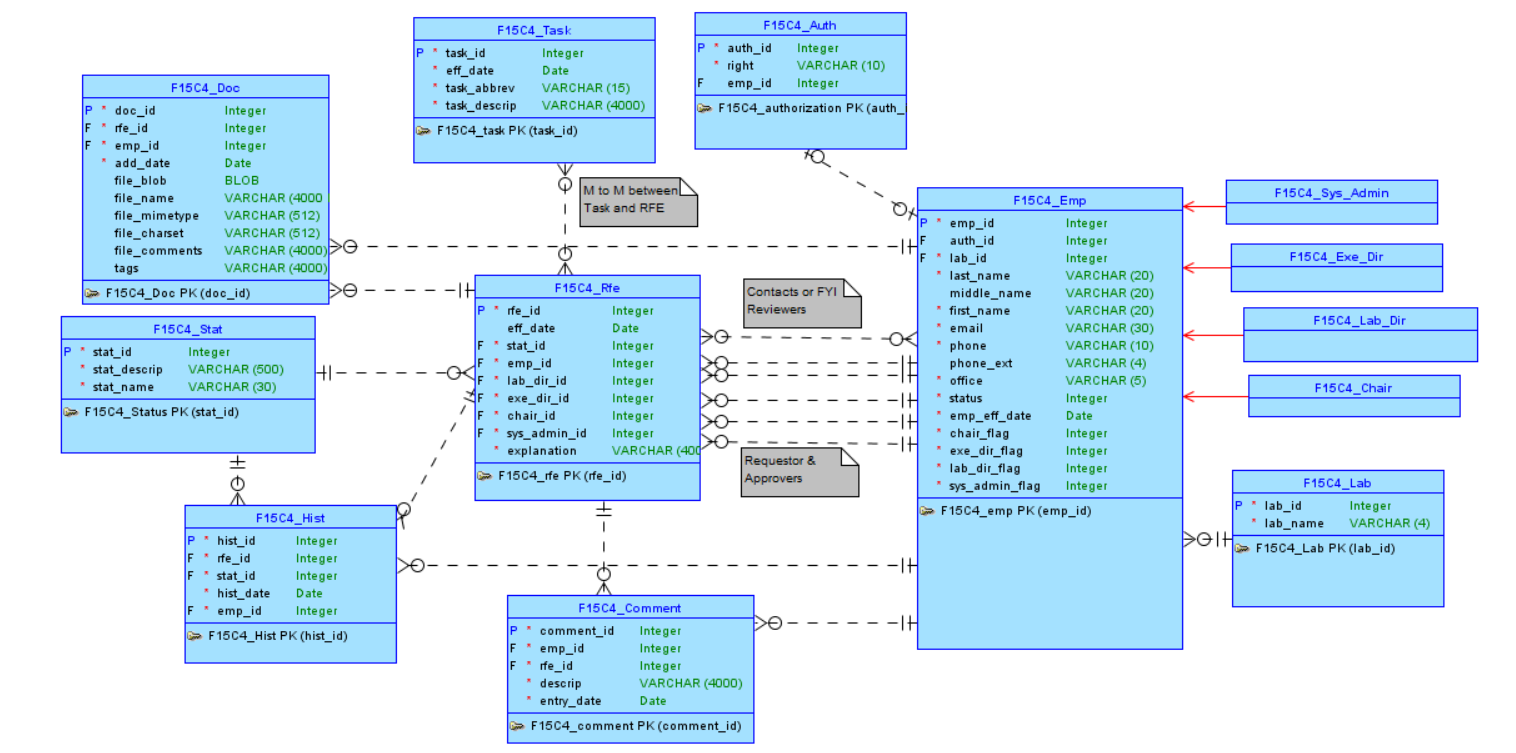 F15C4_Task
P * task_id Integer
* eff_date Date
* task_abbrev VARCHAR (15)
* task_descrip VARCHAR (4000)
F15C4_task PK (task_id)
F15C4_Auth
P * auth_id Integer
* right VARCHAR (10)
F emp_id Integer
F15C4_authorization PK (auth_
F15C4_Doc
P * doc_id Integer
F * rfe_id Integer
F * emp_id Integer
* add_date Date
file_blob BLOB
file_name VARCHAR (4000
file_mimetype VARCHAR (512)
file_charset VARCHAR (512)
file_comments VARCHAR (4000)
tags VARCHAR (4000)
F15C4_Doc PK (doc_id)
M to M between
Task and RFE
F15C4_Emp
P * emp_id Integer
F auth_id Integer
F * lab_id Integer
* last_name VARCHAR (20)
middle_name VARCHAR (20)
* first_name VARCHAR (20)
* email VARCHAR (30)
* phone VARCHAR (10)
phone_ext VARCHAR (4)
* office VARCHAR (5)
* status Integer
* emp_eff_date Date
* chair_flag Integer
* exe_dir_flag Integer
* lab_dir_flag Integer
* sys_admin_flag Integer
F15C4_emp PK (emp_id)
F15C4_Sys_Admin
F15C4_Exe_Dir
F15C4_Lab_Dir
F15C4_Chair
F15C4_Rfe
P * rfe_id Integer
eff_date Date
F * stat_id Integer
F * emp_id Integer
F * lab_dir_id Integer
F * exe_dir_id Integer
F * chair_id Integer
F * sys_admin_id Integer
* explanation VARCHAR (400
F15C4_rfe PK (rfe_id)
Contacts or FYI
Reviewers
Requestor &
Approvers
F15C4_Stat
P * stat_id Integer
* stat_descrip VARCHAR (500)
* stat_name VARCHAR (30)
F15C4_Status PK (stat_id)
F15C4_Lab
P * lab_id Integer
* lab_name VARCHAR (4)
F15C4_Lab PK (lab_id)
F15C4_Hist
P * hist_id Integer
F * rfe_id Integer
F * stat_id Integer
* hist_date Date
F * emp_id Integer
F15C4_Hist PK (hist_id)
F15C4_Comment
P * comment_id Integer
F * emp_id Integer
F * rfe_id Integer
* descrip VARCHAR (4000)
* entry_date Date
F15C4_comment PK (comment_id)